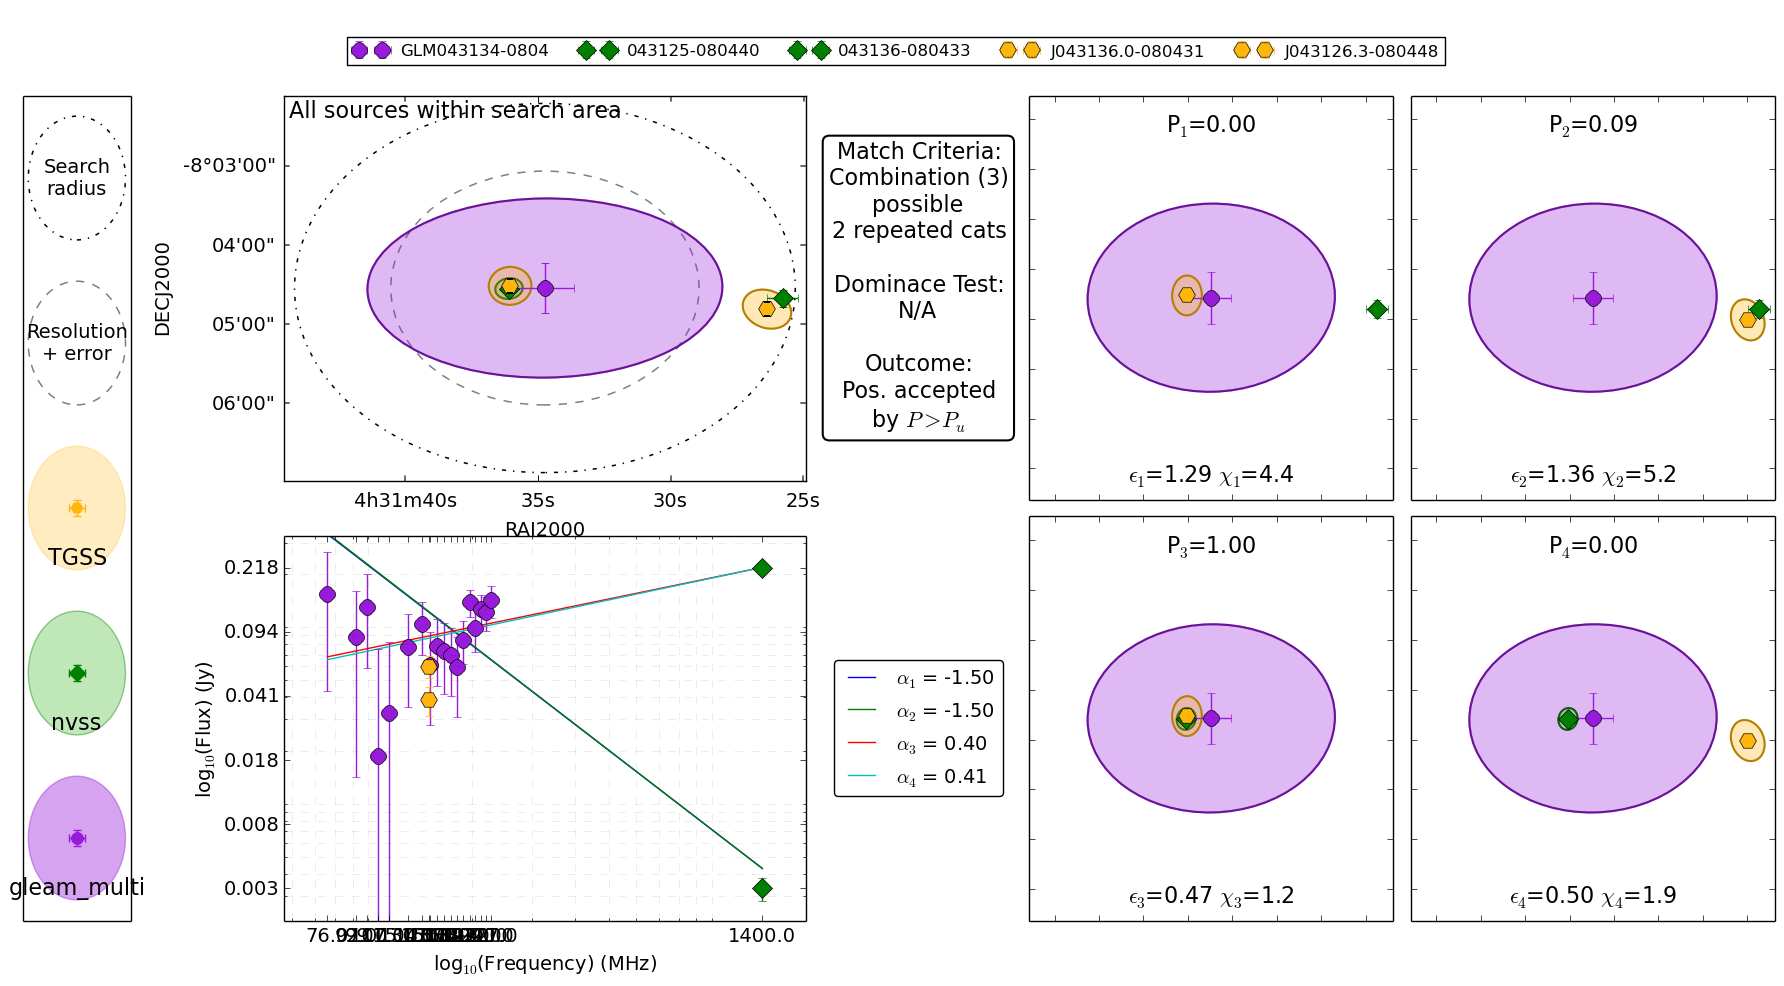 GLM043134-0804 043125-080440 043136-080433 J043136.0-080431 J043126.3-080448
Search
radius
Resolution
+ error
TGSS
nvss
gleam_multi
All sources within search area
DECJ2000
-8°03'00"
04'00"
05'00"
06'00"
4h31m40s 35s 30s 25s
RAJ2000
Match Criteria:
Combination (3)
possible
2 repeated cats
Dominace Test:
N/A
Outcome:
Pos. accepted
by P>Pu
P1=0.00
ϵ1=1.29 χ1=4.4
P2=0.09
ϵ2=1.36 χ2=5.2
log10(Flux) (Jy)
0.218
0.094
0.041
0.018
0.008
0.003
1400.0
log10(Frequency) (MHz)
α1 = -1.50
α2 = -1.50
α3 = 0.40
α4 = 0.41
P3=1.00
ϵ3=0.47 χ3=1.2
P4=0.00
ϵ4=0.50 χ4=1.9